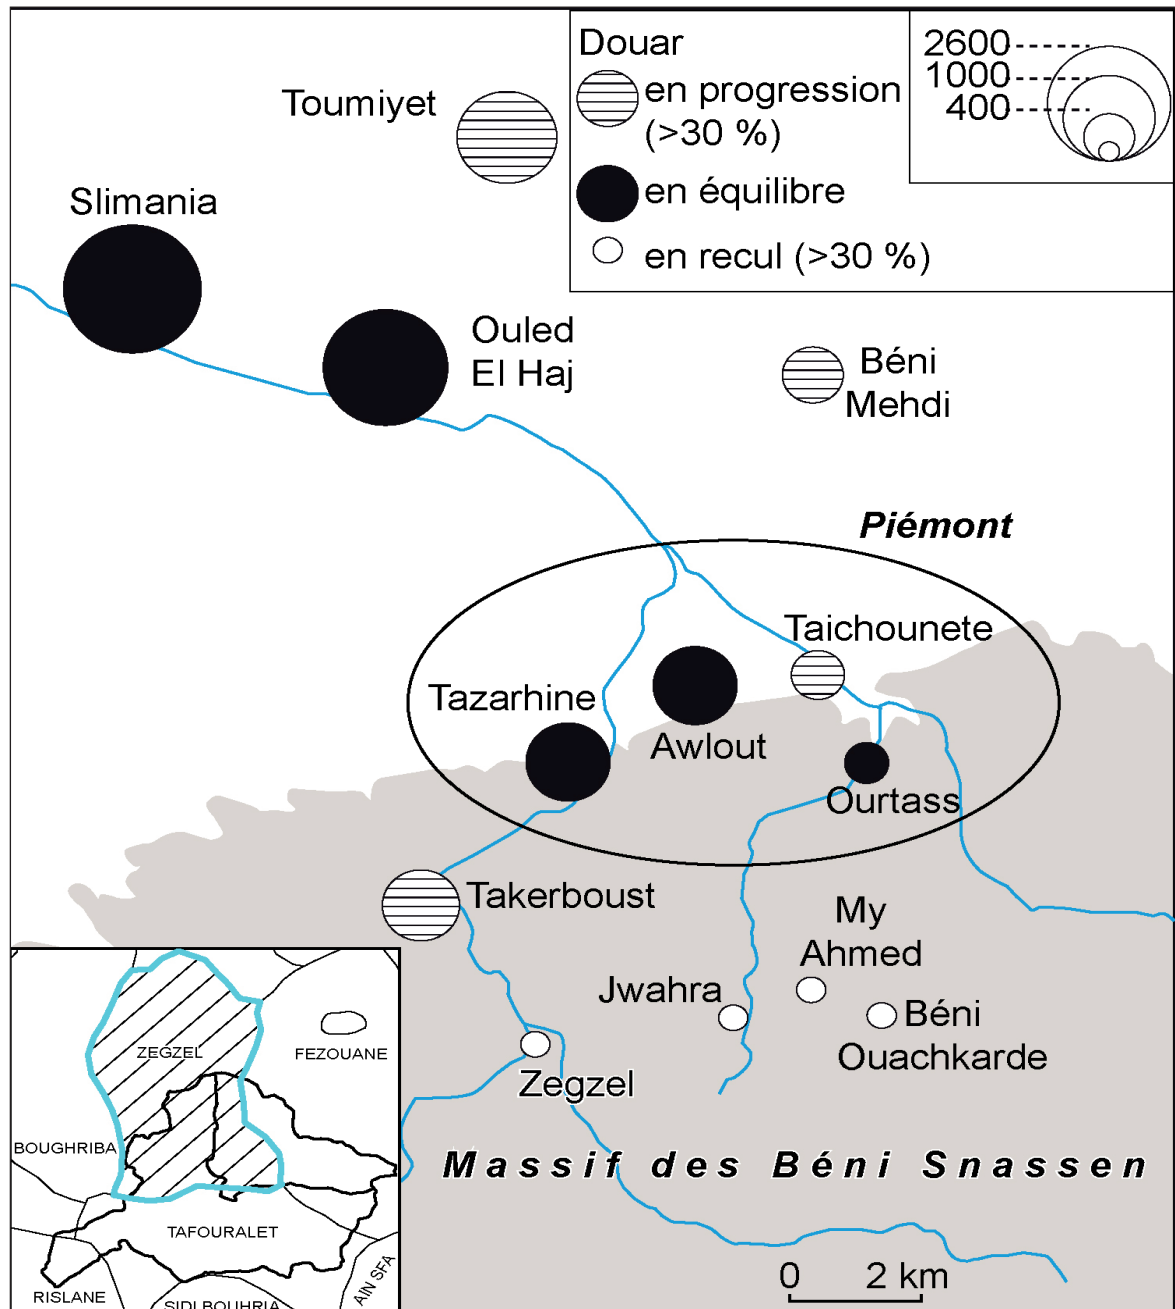 Douar
en progression
(>30 %)
en équilibre
en recul (>30 %)
2600
1000
400
Toumiyet
Slimania
Ouled
El Haj
Béni
Mehdi
Piémont
Taichounete
Tazarhine
Awlout
Ourtass
Takerboust
My
Ahmed
Jwahra
Béni
Ouachkarde
Zegzel
Massif des Béni Snassen
0 2 km
ZEGZEL
FEZOUANE
BOUGHRIBA
TAFOURALET
RISLANE
SIDI BOUHRIA
AIN SFA